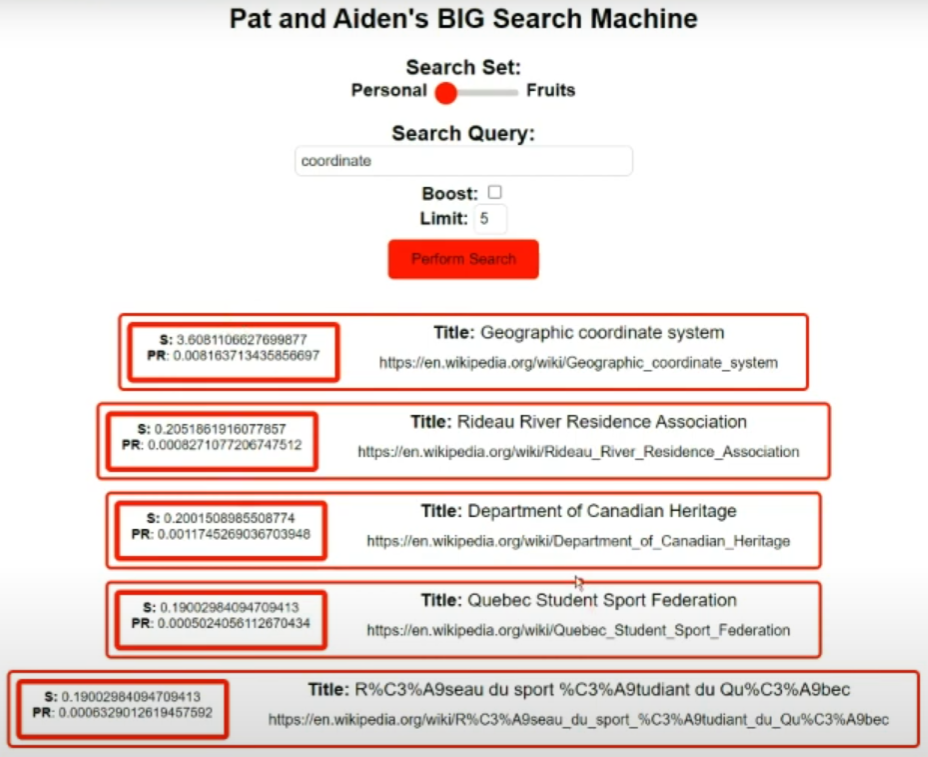 Pat and Aiden's BIG Search Machine
Search Set:
Personal Fruits
Search Query:
coordinate
Boost:
Limit: 5
Perform Search
S: 3.6081106627699877
PR: 0.008163713435856697
Title: Geographic coordinate system
https://en.wikipedia.org/wiki/Geographic_coordinate_system
S: 0.2051861916077857
PR: 0.0008271077206747512
Title: Rideau River Residence Association
https://en.wikipedia.org/wiki/Rideau_River_Residence_Association
S: 0.2001508985508774
PR: 0.0011745269036703948
Title: Department of Canadian Heritage
https://en.wikipedia.org/wiki/Department_of_Canadian_Heritage
S: 0.19002984094709413
PR: 0.0005024056112670434
Title: Quebec Student Sport Federation
https://en.wikipedia.org/wiki/Quebec_Student_Sport_Federation
S: 0.19002984094709413
PR: 0.0006329012619457592
Title: R%C3%A9seau du sport %C3%A9tudiant du Qu%C3%A9bec
https://en.wikipedia.org/wiki/R%C3%A9seau_du_sport_%C3%A9tudiant_du_Qu%C3%A9bec